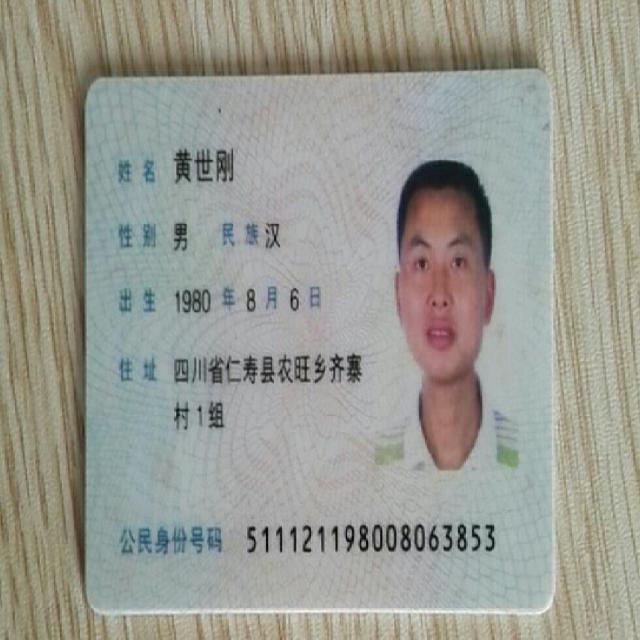 姓名 黄世刚
性别 男 民族 汉
出生 1980 年 8 月 6 日
住址 四川省仁寿县农旺乡齐寨
村1组
公民身份号码 511121198008063853